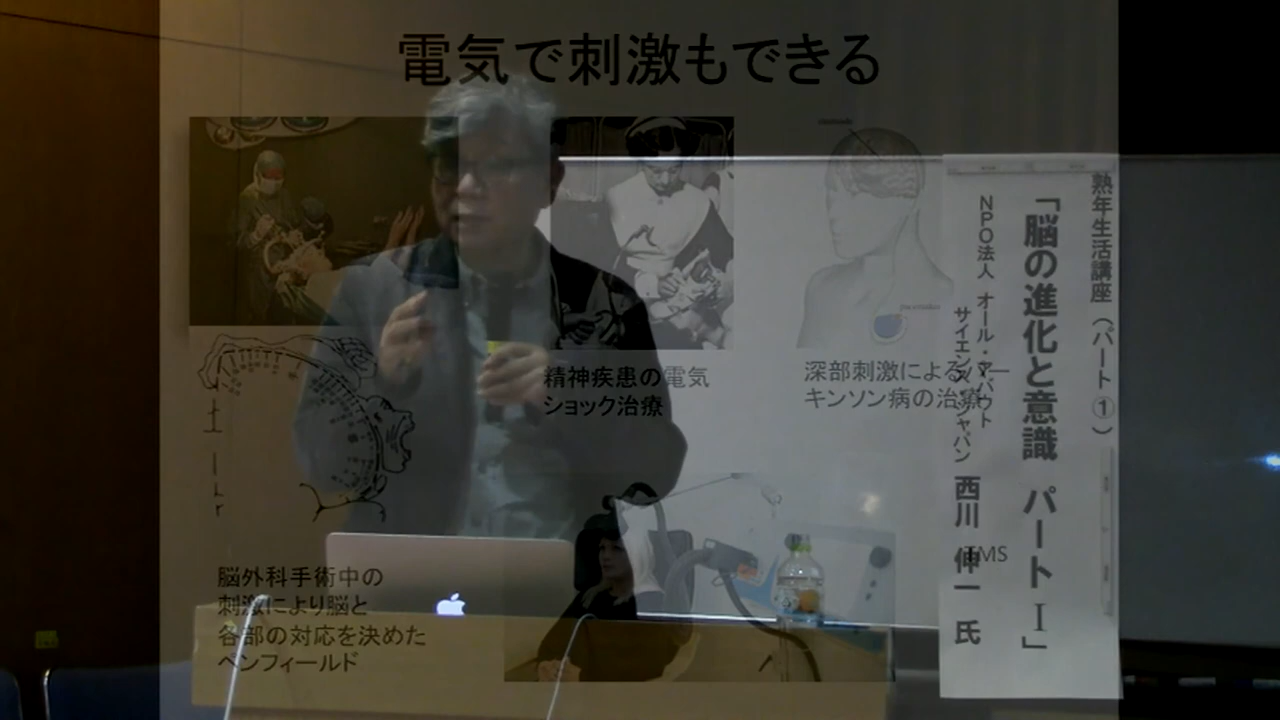 電気で刺激もできる
精神疾患の電気
ショック治療
深部刺激によるパー
キンソン病の治療
脳外科手術中の
刺激により脳と
各部の対応を決めた
ペンフィールド
TMS
熟年生活講座(パート①)
「脳の進化と意識 パートⅠ」
NPO法人 オール・アバウト
サイエンスジャパン
西川 伸一 氏